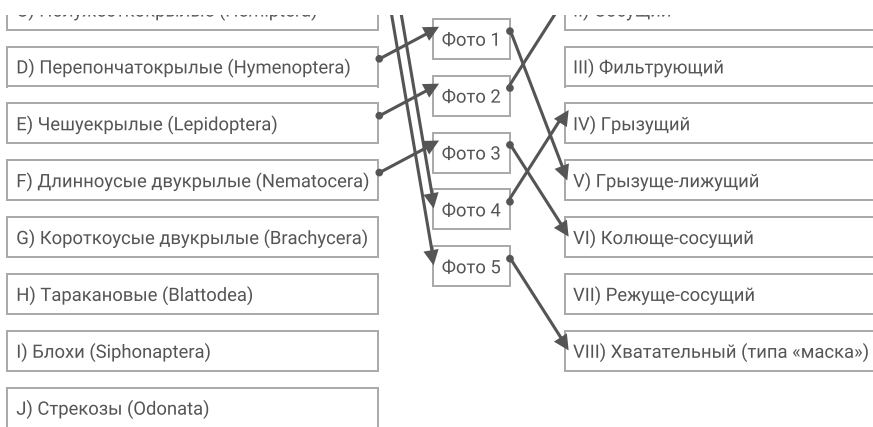 D) Перепончатокрылые (Hymenoptera)
E) Чешуекрылые (Lepidoptera)
F) Длинноусые двукрылые (Nematocera)
G) Короткоусые двукрылые (Brachycera)
H) Таракановые (Blattodea)
I) Блохи (Siphonaptera)
J) Стрекозы (Odonata)
Фото 1
Фото 2
Фото 3
Фото 4
Фото 5
III) Фильтрующий
IV) Грызущий
V) Грызуще-лижущий
VI) Колюще-сосущий
VII) Режуще-сосущий
VIII) Хватательный (типа «маска»)